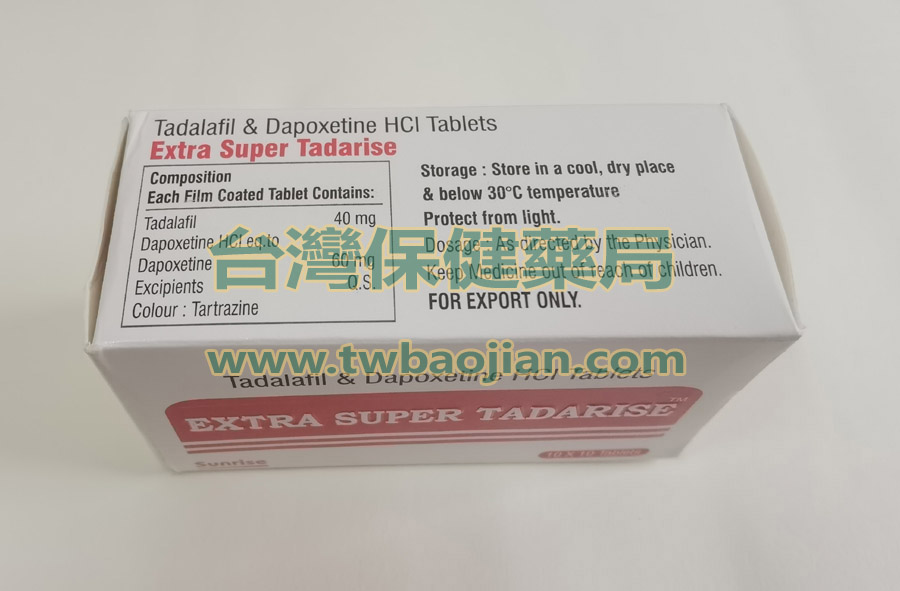 Tadalafil & Dapoxetine HCl Tablets
Extra Super Tadarise
Composition
Each Film Coated Tablet Contains:
Tadalafil 40 mg
Dapoxetine HCl eq.to
Dapoxetine 60 mg
Excipients Q.S.
Colour : Tartrazine
Storage : Store in a cool, dry place
& below 30°C temperature
Protect from light.
Dosage : As directed by the Physician.
Keep Medicine out of reach of children.
FOR EXPORT ONLY.
台灣保健藥局
www.twbaojian.com
Tadalafil & Dapoxetine HCl Tablets
EXTRA SUPER TADARISE™
Sunrise
10 X 10 Tablets